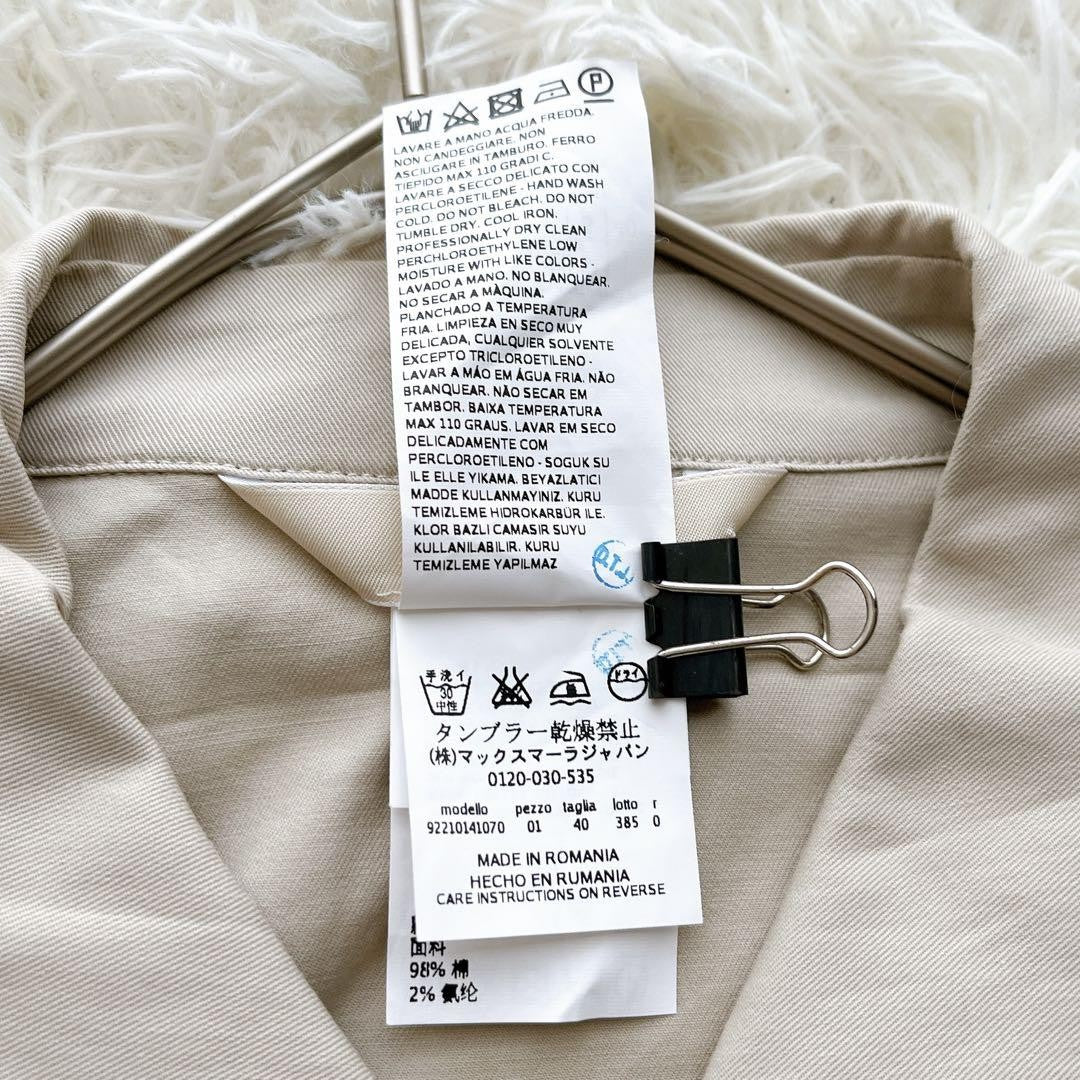 P
LAVARE A MANO ACQUA FREDDA.
NON CANDEGGIARE. NON
ASCIUGARE IN TAMBURO. FERRO
TIEPIDO MAX 110 GRADI C.
LAVARE A SECCO DELICATO CON
PERCLOROETILENE - HAND WASH
COLD. DO NOT BLEACH. DO NOT
TUMBLE DRY. COOL IRON.
PROFESSIONALLY DRY CLEAN
PERCHLOROETHYLENE LOW
MOISTURE WITH LIKE COLORS -
LAVADO A MANO. NO BLANQUEAR.
NO SECAR A MÀQUINA.
PLANCHADO A TEMPERATURA
FRIA. LIMPIEZA EN SECO MUY
DELICADA, CUALQUIER SOLVENTE
EXCEPTO TRICLOROETILENO -
LAVAR A MÁO EM ÁGUA FRIA. NÃO
BRANQUEAR. NÃO SECAR EM
TAMBOR. BAIXA TEMPERATURA
MAX 110 GRAUS. LAVAR EM SECO
DELICADAMENTE COM
PERCLOROETILENO - SOGUK SU
ILE ELLE YIKAMA. BEYAZLATICI
MADDE KULLANMAYINIZ. KURU
TEMIZLEME HIDROKARBÜR ILE.
KLOR BAZLI CAMASIR SUYU
KULLANILABILIR. KURU
TEMIZLEME YAPILMAZ
手洗イ
30
中性
ドライ
タンブラー乾燥禁止
(株)マックスマーラジャパン
0120-030-535
modello pezzo taglia lotto r
92210141070 01 40 385 0
MADE IN ROMANIA
HECHO EN RUMANIA
CARE INSTRUCTIONS ON REVERSE
面料
98% 棉
2% 氨纶